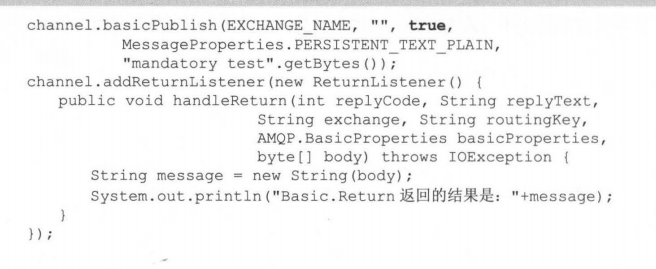 channel.basicPublish(EXCHANGE_NAME, "", true,
MessageProperties.PERSISTENT_TEXT_PLAIN,
"mandatory test".getBytes());
channel.addReturnListener(new ReturnListener() {
public void handleReturn(int replyCode, String replyText,
String exchange, String routingKey,
AMQP.BasicProperties basicProperties,
byte[] body) throws IOException {
String message = new String(body);
System.out.println("Basic.Return 返回的结果是："+message);
}
});